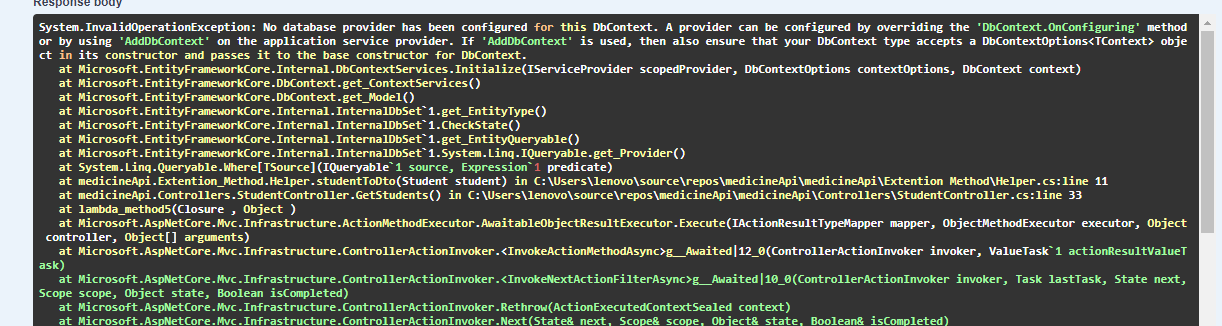 Response body
System.InvalidOperationException: No database provider has been configured for this DbContext. A provider can be configured by overriding the 'DbContext.OnConfiguring' method
or by using 'AddDbContext' on the application service provider. If 'AddDbContext' is used, then also ensure that your DbContext type accepts a DbContextOptions<TContext> obje
ct in its constructor and passes it to the base constructor for DbContext.
at Microsoft.EntityFrameworkCore.Internal.DbContextServices.Initialize(IServiceProvider scopedProvider, DbContextOptions contextOptions, DbContext context)
at Microsoft.EntityFrameworkCore.DbContext.get_ContextServices()
at Microsoft.EntityFrameworkCore.DbContext.get_Model()
at Microsoft.EntityFrameworkCore.Internal.InternalDbSet`1.get_EntityType()
at Microsoft.EntityFrameworkCore.Internal.InternalDbSet`1.CheckState()
at Microsoft.EntityFrameworkCore.Internal.InternalDbSet`1.get_EntityQueryable()
at Microsoft.EntityFrameworkCore.Internal.InternalDbSet`1.System.Linq.IQueryable.get_Provider()
at System.Linq.Queryable.Where[TSource](IQueryable`1 source, Expression`1 predicate)
at medicineApi.Extention_Method.Helper.studentToDto(Student student) in C:\Users\lenovo\source\repos\medicineApi\medicineApi\Extention Method\Helper.cs:line 11
at medicineApi.Controllers.StudentController.GetStudents() in C:\Users\lenovo\source\repos\medicineApi\medicineApi\Controllers\StudentController.cs:line 33
at lambda_method5(Closure , Object )
at Microsoft.AspNetCore.Mvc.Infrastructure.ActionMethodExecutor.AwaitableObjectResultExecutor.Execute(IActionResultTypeMapper mapper, ObjectMethodExecutor executor, Object
controller, Object[] arguments)
at Microsoft.AspNetCore.Mvc.Infrastructure.ControllerActionInvoker.<InvokeActionMethodAsync>g__Awaited|12_0(ControllerActionInvoker invoker, ValueTask`1 actionResultValueT
ask)
at Microsoft.AspNetCore.Mvc.Infrastructure.ControllerActionInvoker.<InvokeNextActionFilterAsync>g__Awaited|10_0(ControllerActionInvoker invoker, Task lastTask, State next,
Scope scope, Object state, Boolean isCompleted)
at Microsoft.AspNetCore.Mvc.Infrastructure.ControllerActionInvoker.Rethrow(ActionExecutedContextSealed context)
at Microsoft.AspNetCore.Mvc.Infrastructure.ControllerActionInvoker.Next(State& next, Scope& scope, Object& state, Boolean& isCompleted)